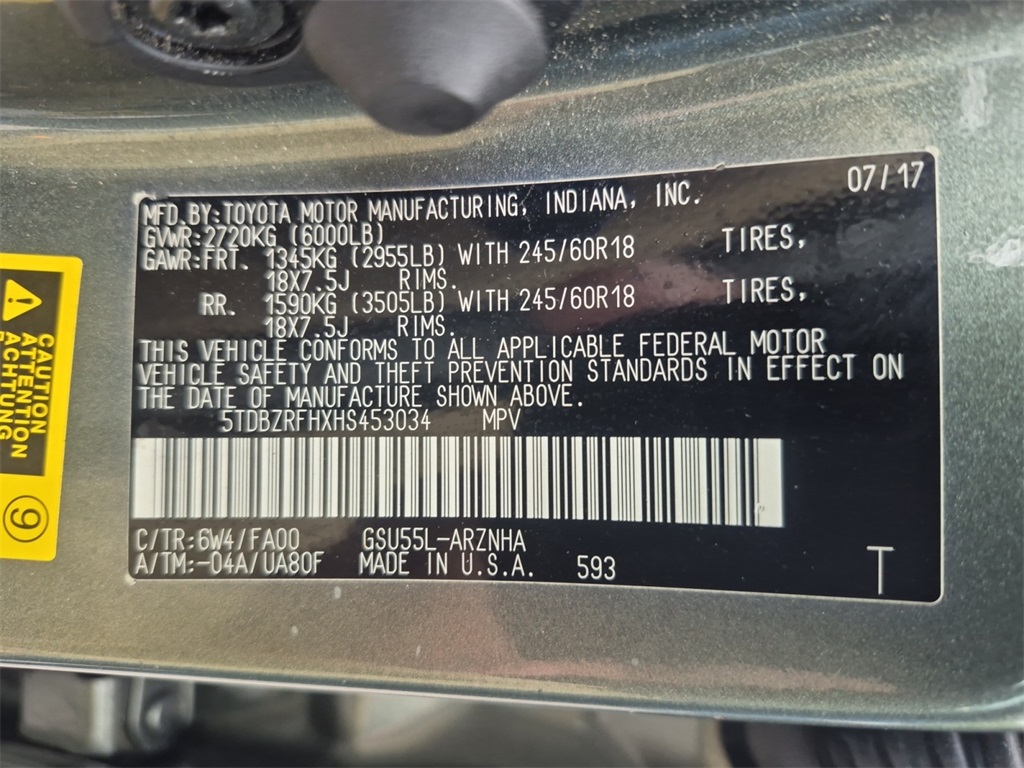 07/17
MFD.BY:TOYOTA MOTOR MANUFACTURING, INDIANA, INC.
GVWR:2720KG (6000LB)
GAWR:FRT. 1345KG (2955LB) WITH 245/60R18 TIRES,
18X7.5J RIMS.
RR. 1590KG (3505LB) WITH 245/60R18 TIRES,
18X7.5J RIMS.
THIS VEHICLE CONFORMS TO ALL APPLICABLE FEDERAL MOTOR
VEHICLE SAFETY AND THEFT PREVENTION STANDARDS IN EFFECT ON
THE DATE OF MANUFACTURE SHOWN ABOVE.
5TDBZRFHXHS453034 MPV
C/TR:6W4/FA00 GSU55L-ARZNHA
A/TM:-04A/UA80F MADE IN U.S.A. 593 T
CAUTION
ATTENTION
ACHTUNG
9